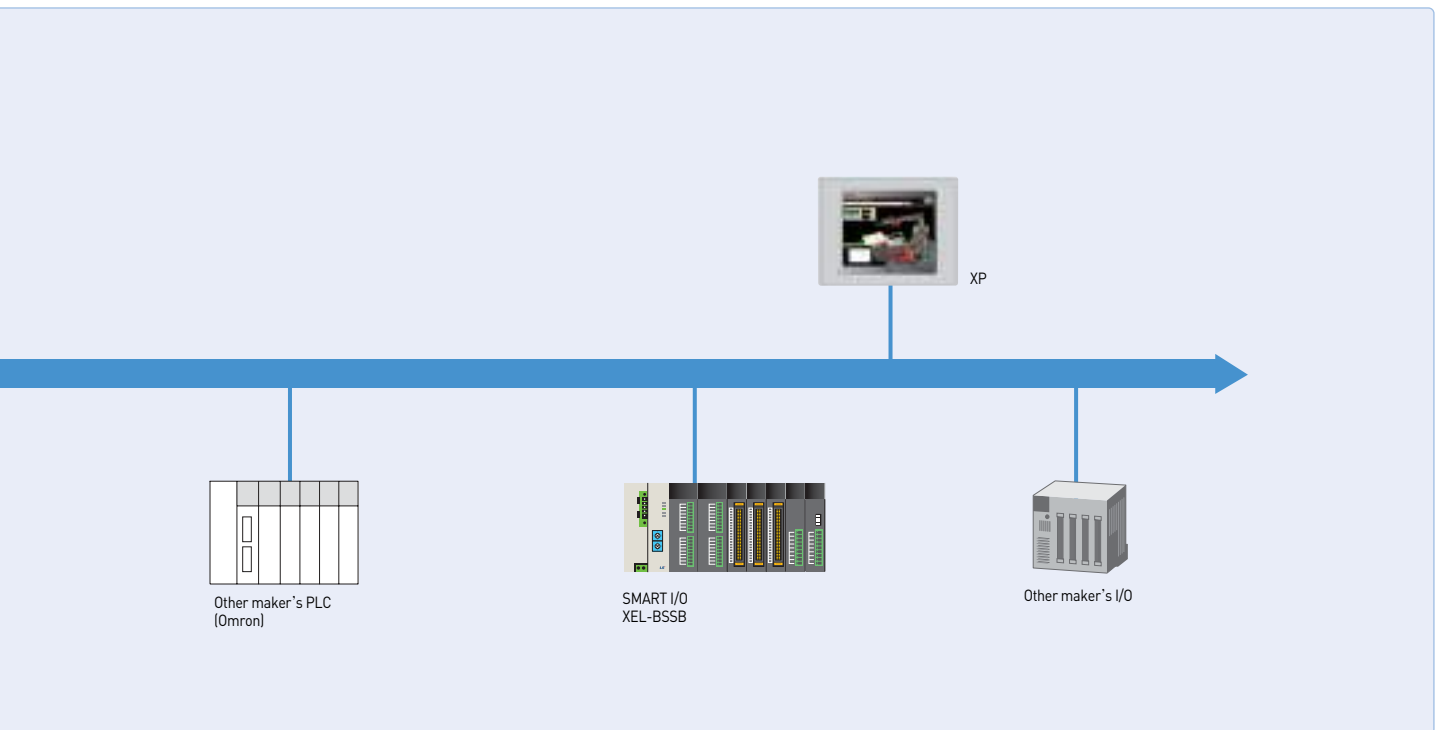 XP
Other maker's PLC
(Omron)
SMART I/O
XEL-BSSB
Other maker's I/O